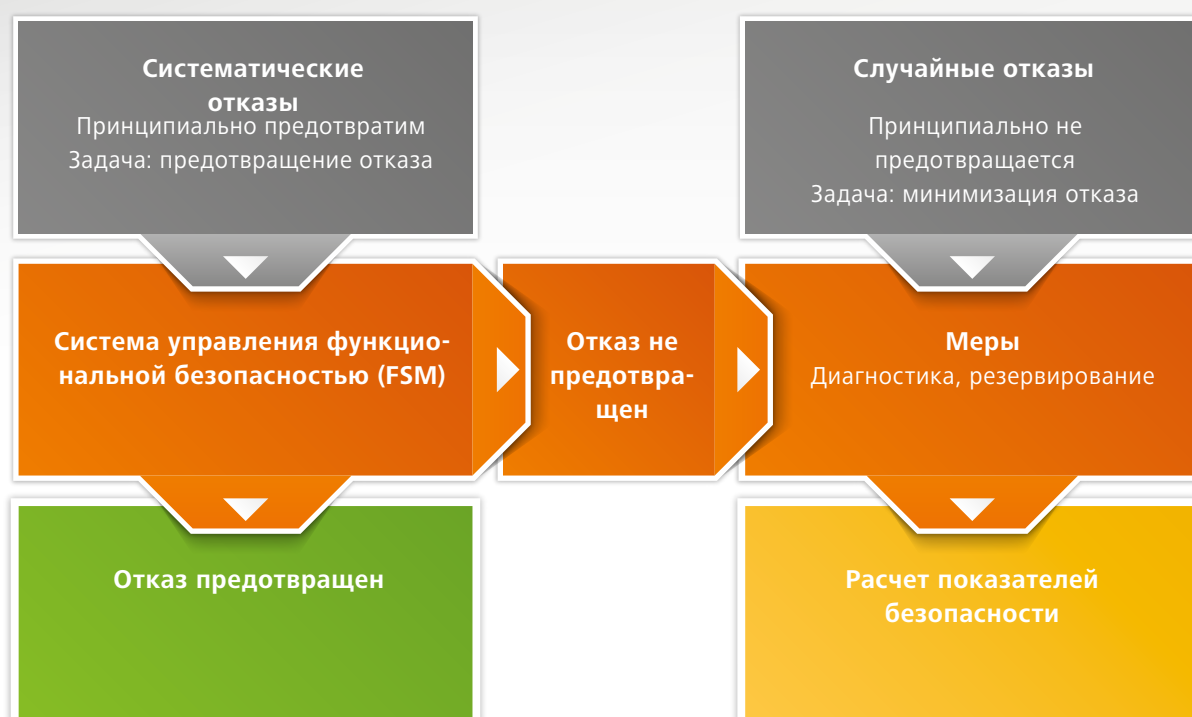 Систематические
отказы
Принципиально предотвратим
Задача: предотвращение отказа
Случайные отказы
Принципиально не
предотвращается
Задача: минимизация отказа
Система управления функцио-
нальной безопасностью (FSM)
Отказ не
предотвра-
щен
Меры
Диагностика, резервирование
Отказ предотвращен
Расчет показателей
безопасности